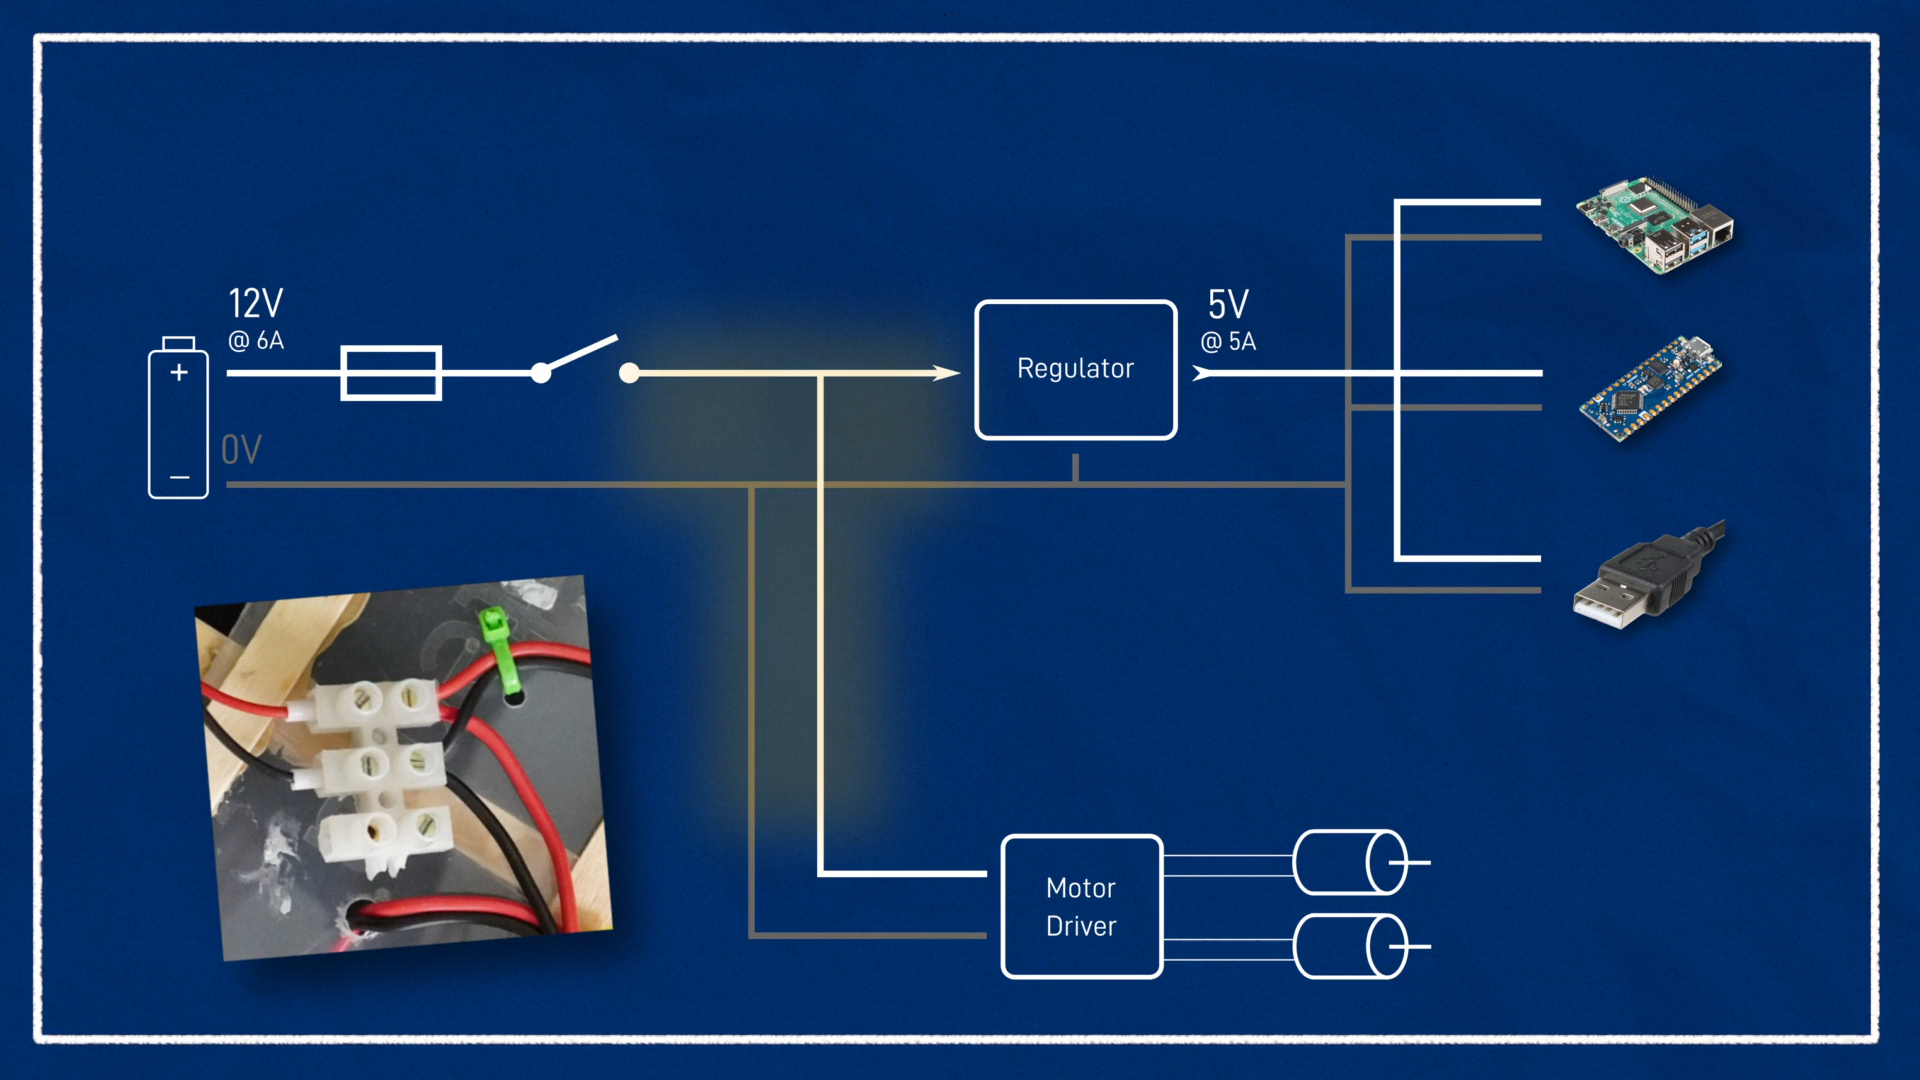 12V
@ 6A
+
0V
−
Regulator
5V
@ 5A
Motor
Driver